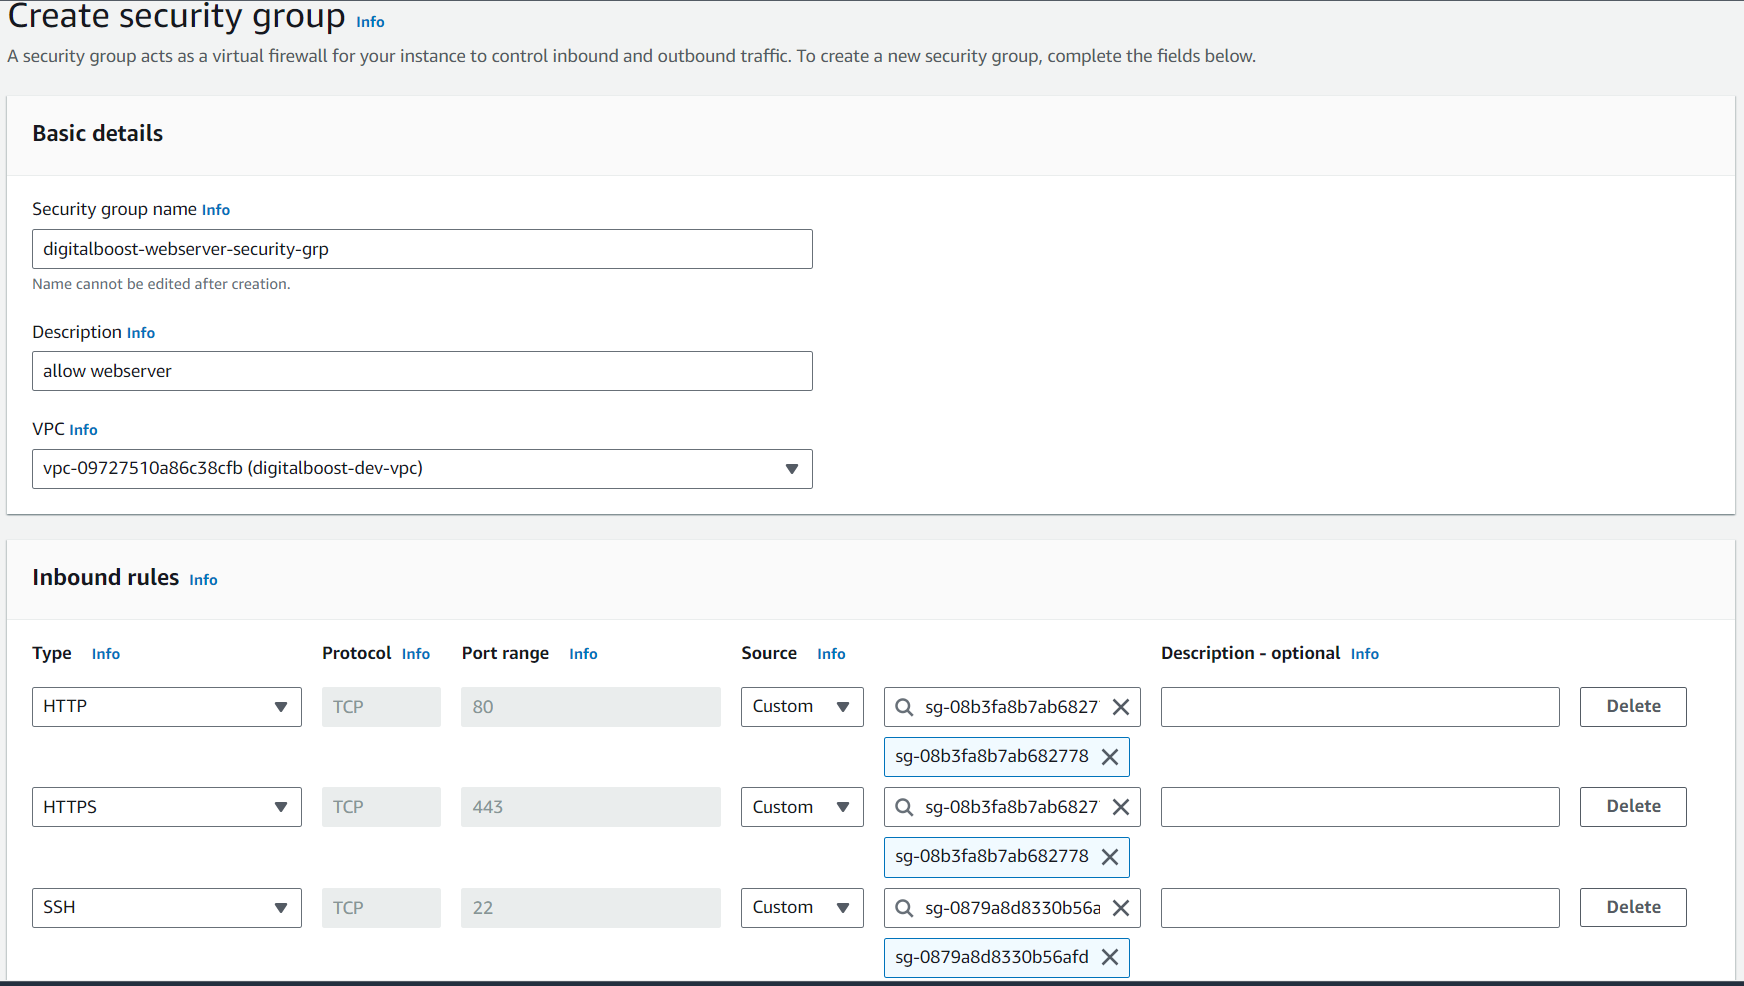 Create security group Info
A security group acts as a virtual firewall for your instance to control inbound and outbound traffic. To create a new security group, complete the fields below.
Basic details
Security group name Info
digitalboost-webserver-security-grp
Name cannot be edited after creation.
Description Info
allow webserver
VPC Info
vpc-09727510a86c38cfb (digitalboost-dev-vpc)
Inbound rules Info
Type Info Protocol Info Port range Info Source Info Description - optional Info
HTTP TCP 80 Custom sg-08b3fa8b7ab6827 Delete
sg-08b3fa8b7ab682778
HTTPS TCP 443 Custom sg-08b3fa8b7ab6827 Delete
sg-08b3fa8b7ab682778
SSH TCP 22 Custom sg-0879a8d8330b56a Delete
sg-0879a8d8330b56afd